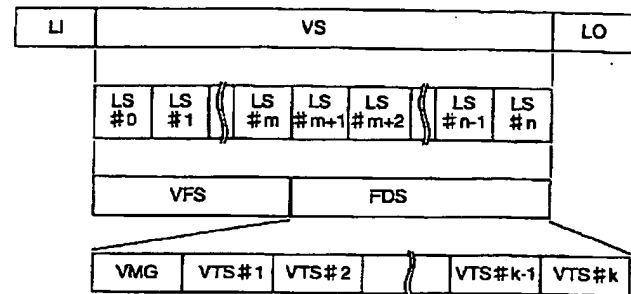 LI VS LO
LS #0 LS #1 LS #m LS #m+1 LS #m+2 LS #n-1 LS #n
VFS FDS
VMG VTS#1 VTS#2 VTS#k-1 VTS#k